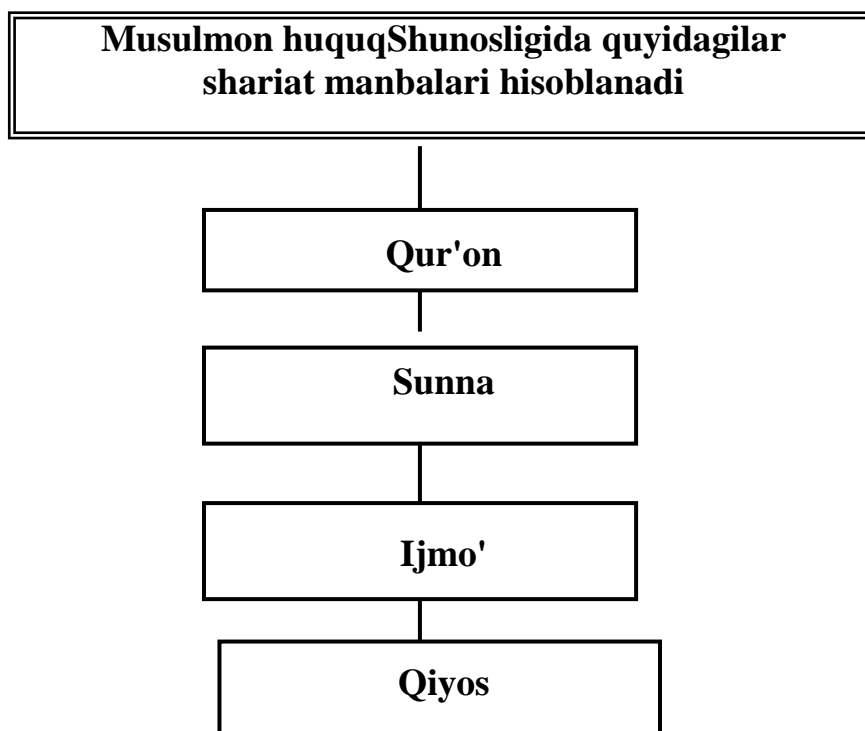 Musulmon huquqShunosligida quyidagilar
shariat manbalari hisoblanadi
Qur'on
Sunna
Ijmo'
Qiyos